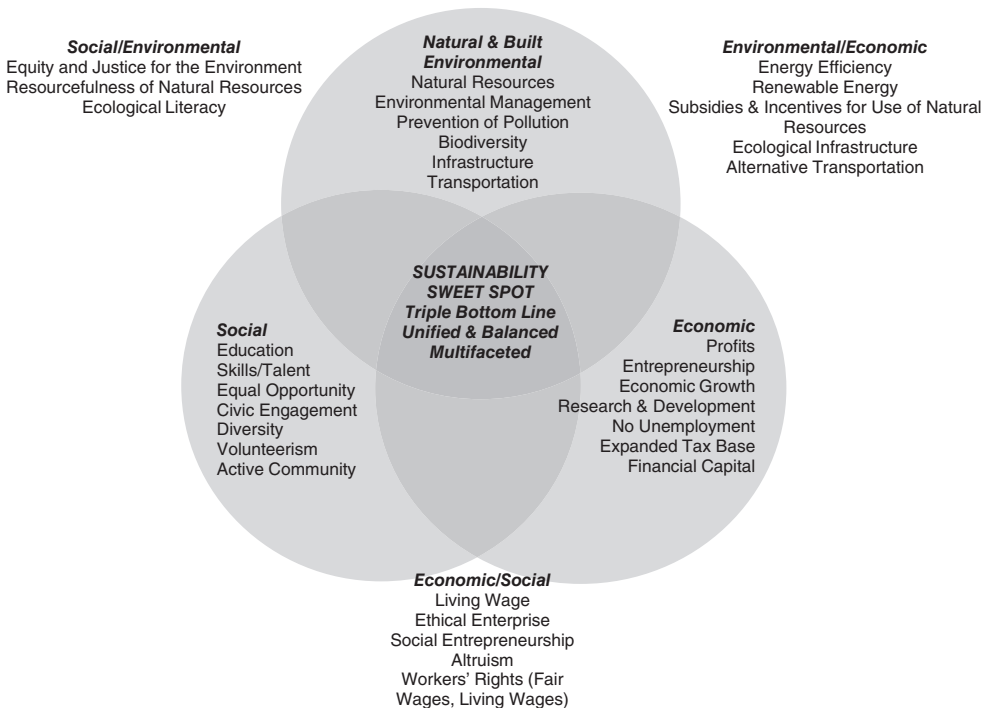 Social/Environmental
Equity and Justice for the Environment
Resourcefulness of Natural Resources
Ecological Literacy
Natural & Built
Environmental
Natural Resources
Environmental Management
Prevention of Pollution
Biodiversity
Infrastructure
Transportation
Environmental/Economic
Energy Efficiency
Renewable Energy
Subsidies & Incentives for Use of Natural
Resources
Ecological Infrastructure
Alternative Transportation
SUSTAINABILITY
SWEET SPOT
Triple Bottom Line
Unified & Balanced
Multifaceted
Social
Education
Skills/Talent
Equal Opportunity
Civic Engagement
Diversity
Volunteerism
Active Community
Economic
Profits
Entrepreneurship
Economic Growth
Research & Development
No Unemployment
Expanded Tax Base
Financial Capital
Economic/Social
Living Wage
Ethical Enterprise
Social Entrepreneurship
Altruism
Workers' Rights (Fair
Wages, Living Wages)